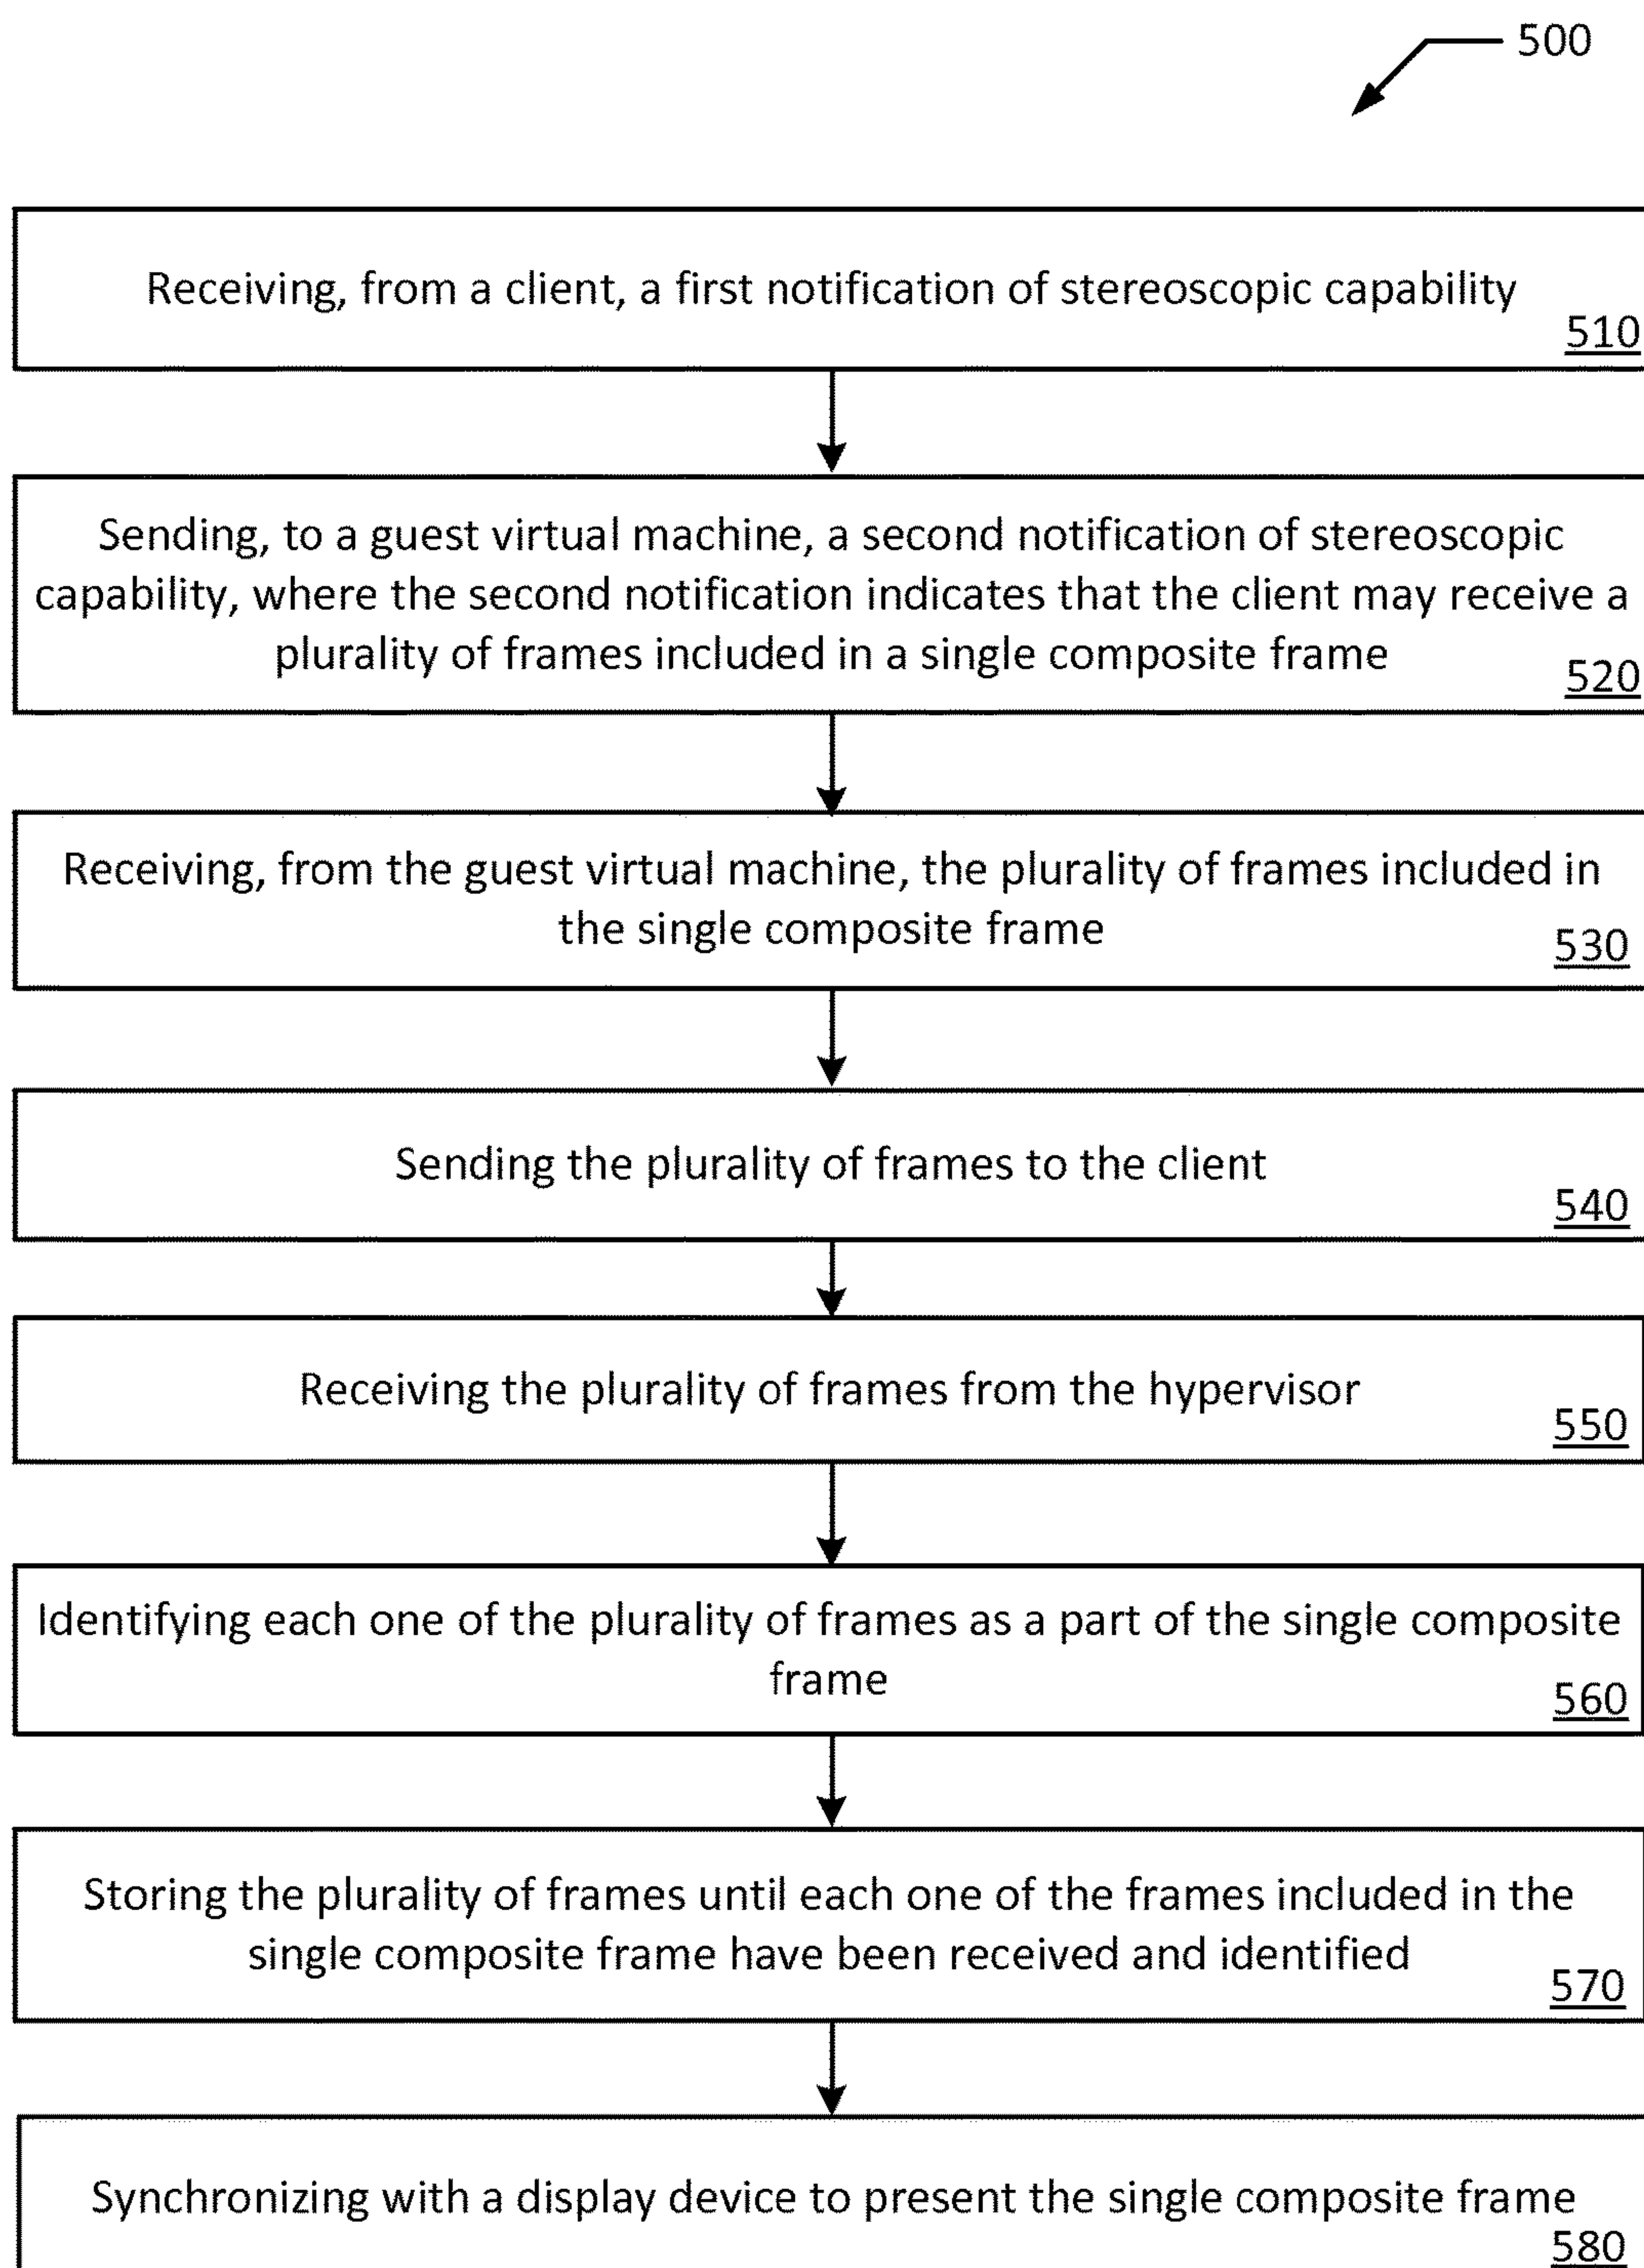 500
Receiving, from a client, a first notification of stereoscopic capability
510
Sending, to a guest virtual machine, a second notification of stereoscopic
capability, where the second notification indicates that the client may receive a
plurality of frames included in a single composite frame
520
Receiving, from the guest virtual machine, the plurality of frames included in
the single composite frame
530
Sending the plurality of frames to the client
540
Receiving the plurality of frames from the hypervisor
550
Identifying each one of the plurality of frames as a part of the single composite
frame
560
Storing the plurality of frames until each one of the frames included in the
single composite frame have been received and identified
570
Synchronizing with a display device to present the single composite frame
580